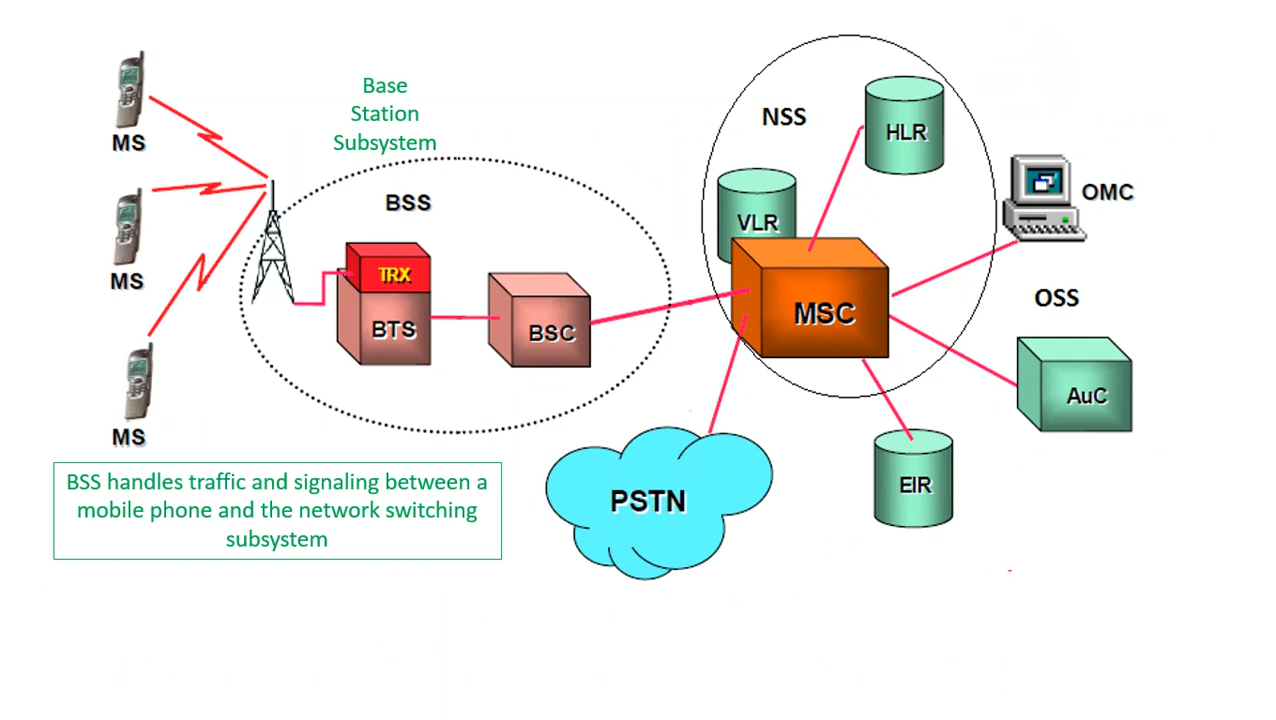 Base
Station
Subsystem
NSS
HLR
MS
VLR
OMC
BSS
MS
TRX
BTS
BSC
MSC
OSS
AuC
MS
EIR
PSTN
BSS handles traffic and signaling between a
mobile phone and the network switching
subsystem